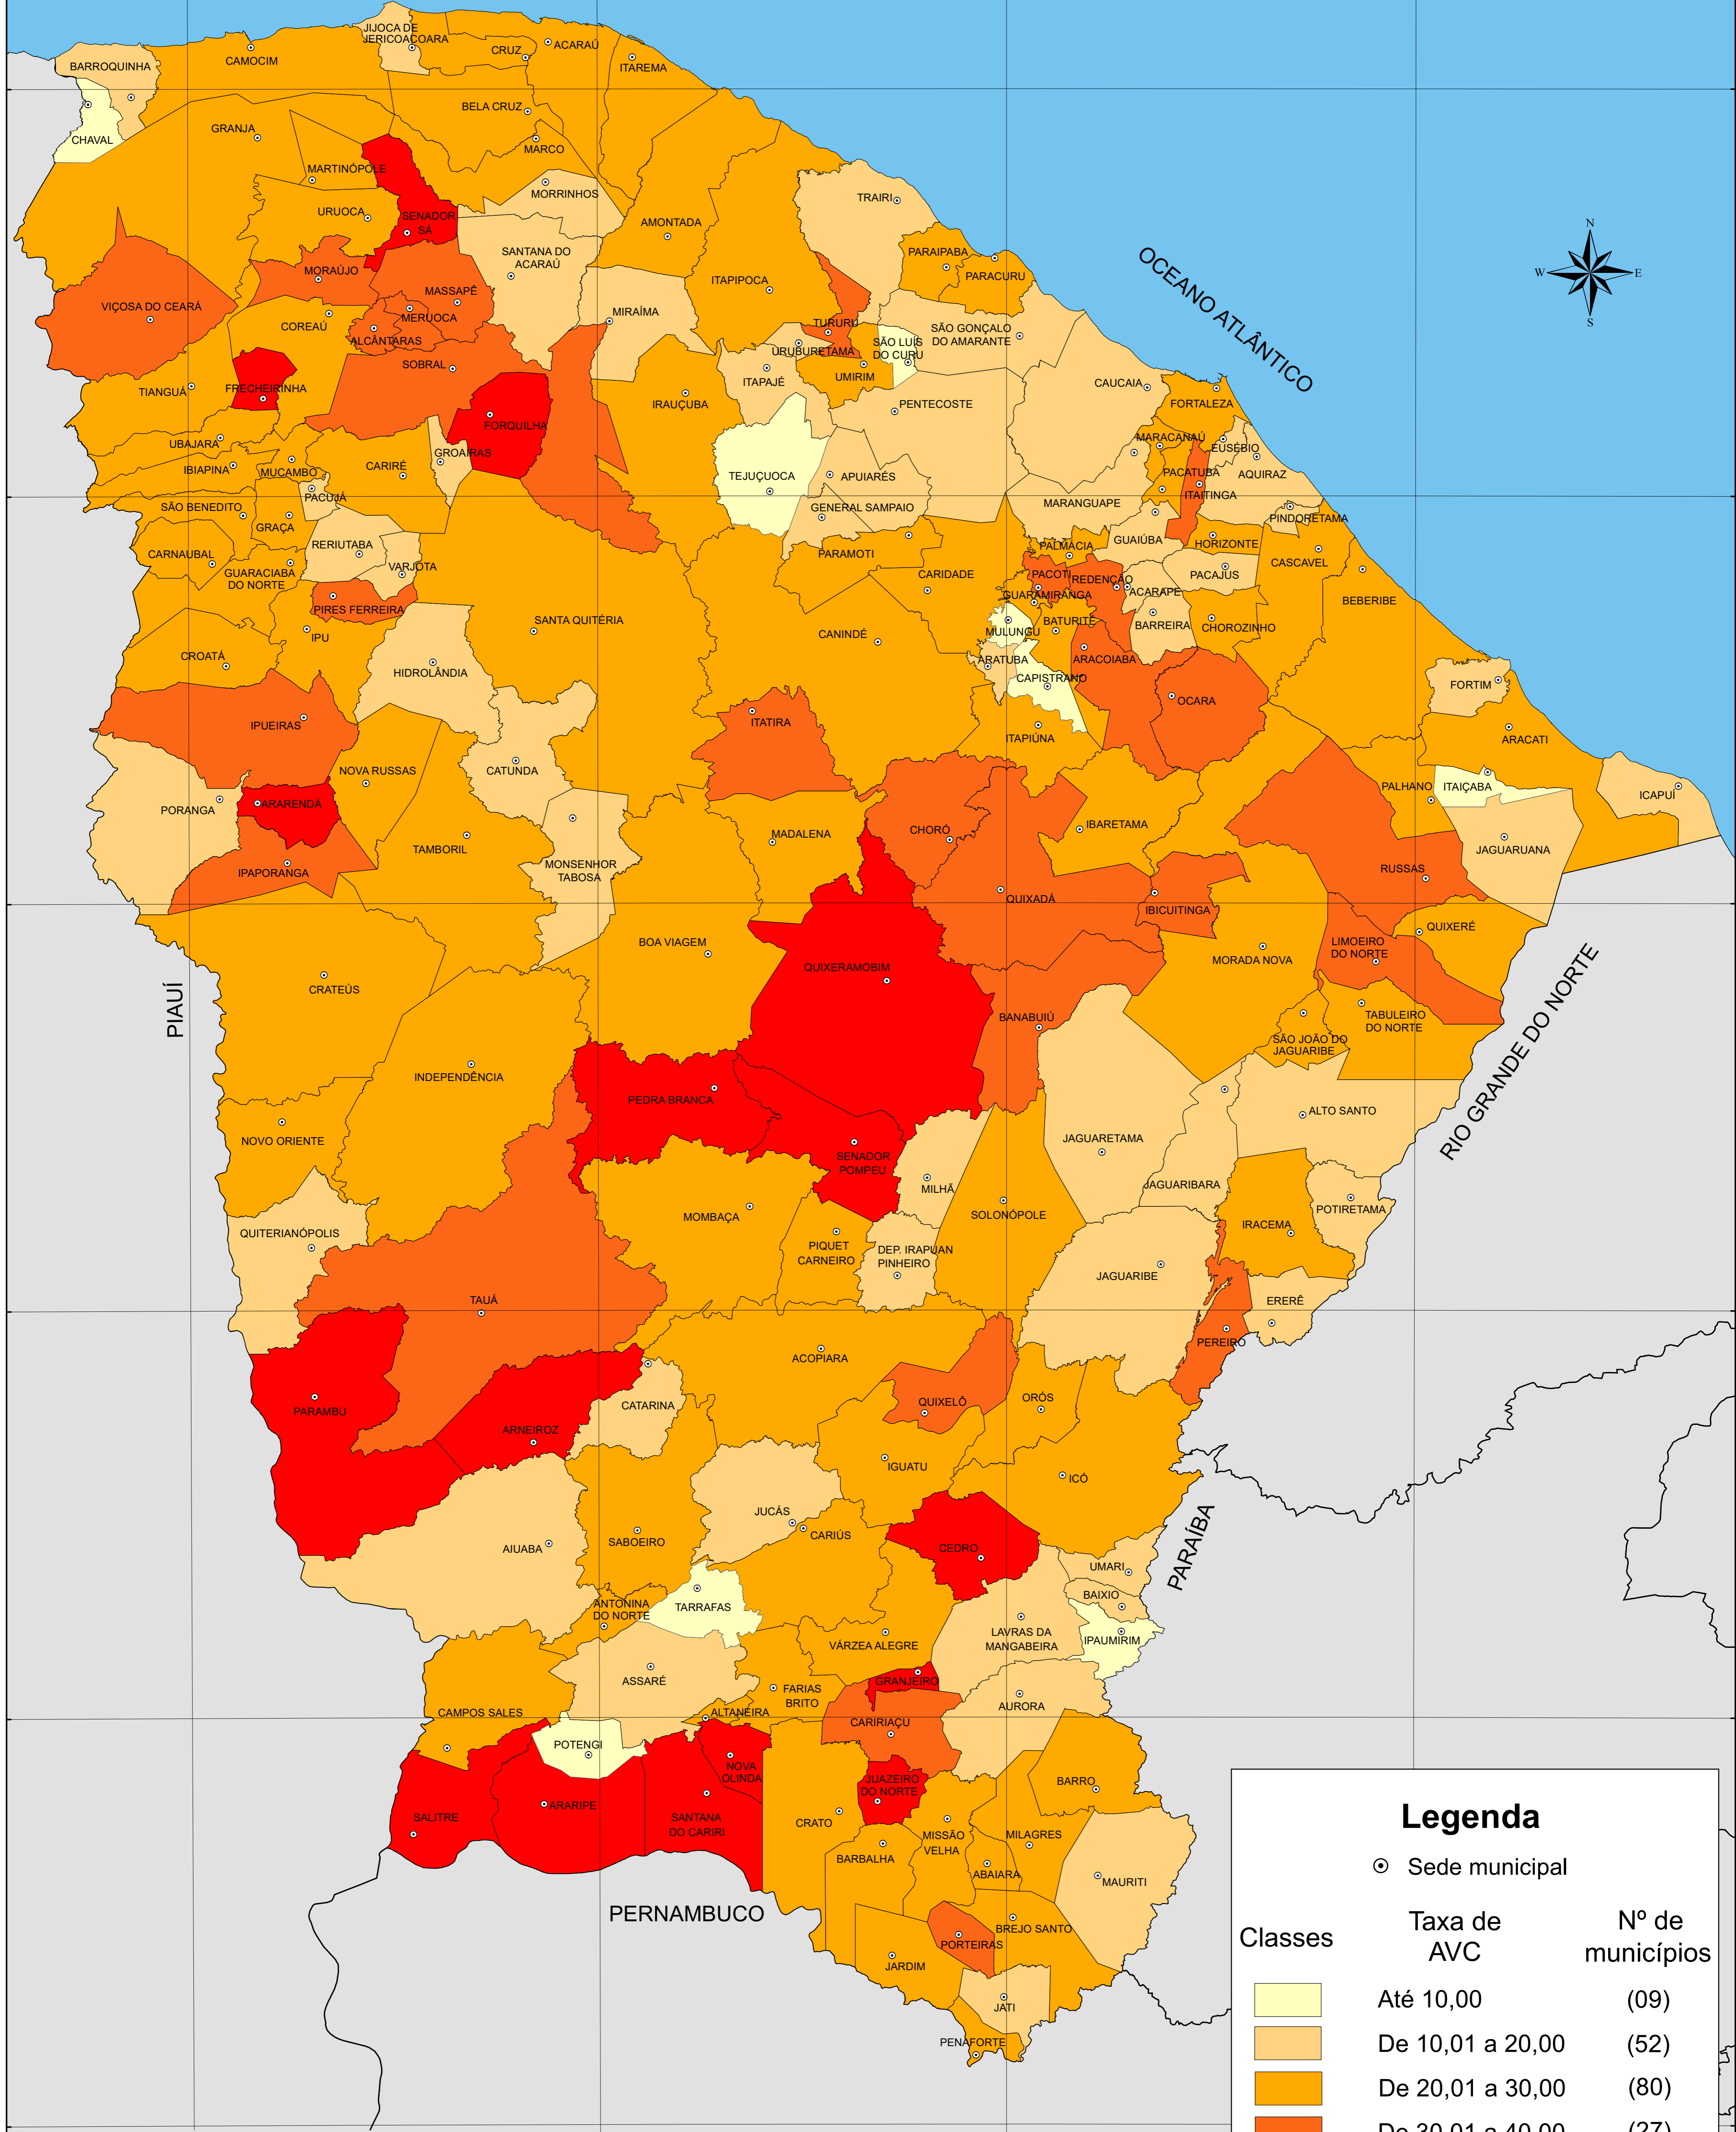 JIJOCA DE
JERICOACOARA
CRUZ
ACARAÚ
BARROQUINHA
CAMOCIM
ITAREMA
BELA CRUZ
CHAVAL
GRANJA
MARCO
MARTINÓPOLE
MORRINHOS
TRAIRI
URUOCA
SENADOR
SÁ
AMONTADA
N
W
E
S
OCEANO ATLÂNTICO
SANTANA DO
ACARAÚ
PARAIPABA
PARACURU
MORAÚJO
ITAPIPOCA
MASSAPÊ
VIÇOSA DO CEARÁ
MERUOCA
MIRAÍMA
TURURU
COREAÚ
SÃO GONÇALO
DO AMARANTE
ALCÂNTARAS
SÃO LUÍS
DO CURU
URUBURETAMA
SOBRAL
ITAPAJÉ
UMIRIM
CAUCAIA
FRECHEIRINHA
TIANGUÁ
IRAUÇUBA
PENTECOSTE
FORTALEZA
FORQUILHA
UBAJARA
MARACANAÚ
EUSÉBIO
GROAÍRAS
IBIAPINA
MUCAMBO
CARIRÉ
TEJUÇUOCA
APUIARÉS
PACATUBA
AQUIRAZ
PACUJÁ
ITAITINGA
SÃO BENEDITO
GENERAL SAMPAIO
MARANGUAPE
PINDORETAMA
GRAÇA
RERIUTABA
GUAIÚBA
HORIZONTE
CARNAUBAL
PARAMOTI
PALMÁCIA
CASCAVEL
GUARACIABA
DO NORTE
VARJOTA
CARIDADE
PACOTI
REDENÇÃO
PACAJUS
GUARAMIRANGA
ACARAPE
BEBERIBE
PIRES FERREIRA
SANTA QUITÉRIA
BATURITÉ
BARREIRA
CHOROZINHO
IPU
CANINDÉ
MULUNGU
CROATÁ
ARATUBA
ARACOIABA
HIDROLÂNDIA
CAPISTRANO
FORTIM
OCARA
IPUEIRAS
ITATIRA
ITAPIÚNA
ARACATI
NOVA RUSSAS
CATUNDA
PALHANO
ITAIÇABA
ICAPUÍ
PORANGA
ARARENDÁ
IBARETAMA
CHORÓ
MADALENA
TAMBORIL
JAGUARUANA
MONSENHOR
TABOSA
IPAPORANGA
RUSSAS
QUIXADÁ
IBICUITINGA
QUIXERÉ
BOA VIAGEM
LIMOEIRO
DO NORTE
MORADA NOVA
QUIXERAMOBIM
CRATEÚS
PIAUÍ
BANABUIÚ
TABULEIRO
DO NORTE
SÃO JOÃO DO
JAGUARIBE
RIO GRANDE DO NORTE
INDEPENDÊNCIA
PEDRA BRANCA
ALTO SANTO
NOVO ORIENTE
JAGUARETAMA
SENADOR
POMPEU
JAGUARIBARA
MILHÃ
POTIRETAMA
MOMBAÇA
SOLONÓPOLE
IRACEMA
QUITERIANÓPOLIS
PIQUET
CARNEIRO
DEP. IRAPUAN
PINHEIRO
JAGUARIBE
TAUÁ
ERERÊ
PEREIRO
ACOPIARA
ORÓS
QUIXELÔ
CATARINA
PARAMBU
ARNEIROZ
IGUATU
ICÓ
JUCÁS
CARIÚS
SABOEIRO
AIUABA
CEDRO
PARAÍBA
UMARI
BAIXIO
ANTONINA
DO NORTE
TARRAFAS
LAVRAS DA
MANGABEIRA
IPAUMIRIM
VÁRZEA ALEGRE
ASSARÉ
GRANJEIRO
FARIAS
BRITO
AURORA
CAMPOS SALES
ALTANEIRA
CARIRIAÇU
POTENGI
NOVA
OLINDA
JUAZEIRO
DO NORTE
BARRO
ARARIPE
SALITRE
SANTANA
DO CARIRI
CRATO
MISSÃO
VELHA
MILAGRES
BARBALHA
ABAIARA
MAURITI
PERNAMBUCO
BREJO SANTO
PORTEIRAS
JARDIM
JATI
PENAFORTE
Legenda
Sede municipal
Classes
Taxa de
AVC
Nº de
municípios
Até 10,00 (09)
De 10,01 a 20,00 (52)
De 20,01 a 30,00 (80)
De 30,01 a 40,00 (27)